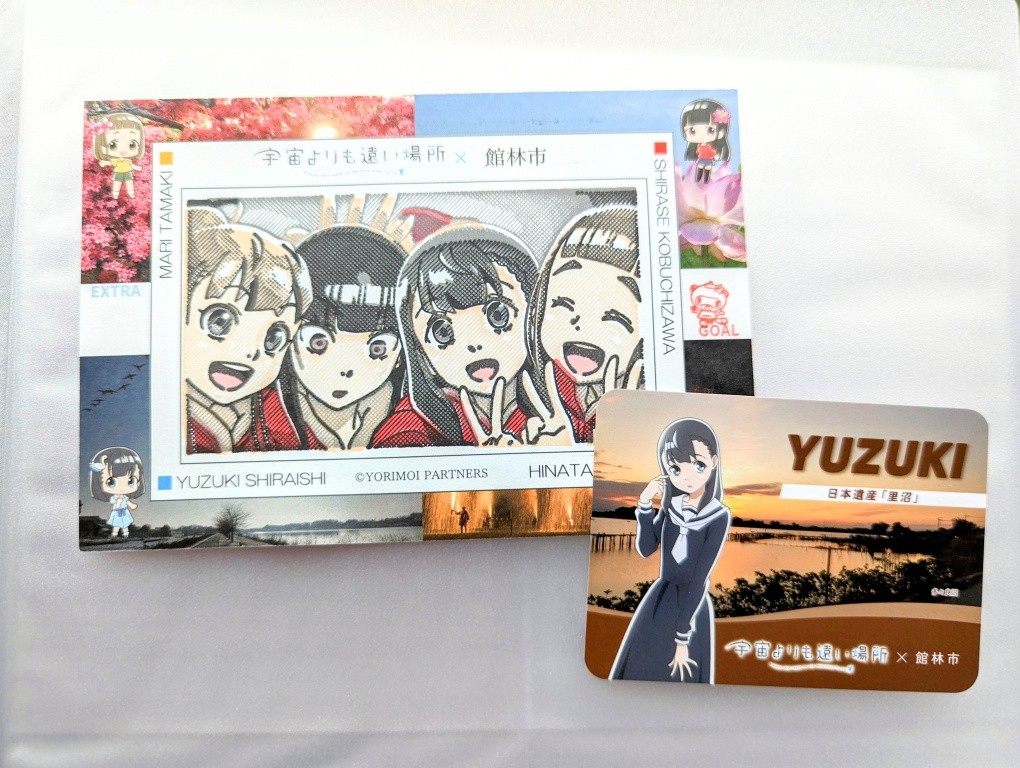 宇宙よりも遠い場所 × 館林市
MARI TAMAKI
SHIRASE KOBUCHIZAWA
EXTRA
GOAL
YUZUKI SHIRAISHI
©YORIMOI PARTNERS
HINATA
YUZUKI
日本遺産「里沼」
宇宙よりも遠い場所 × 館林市